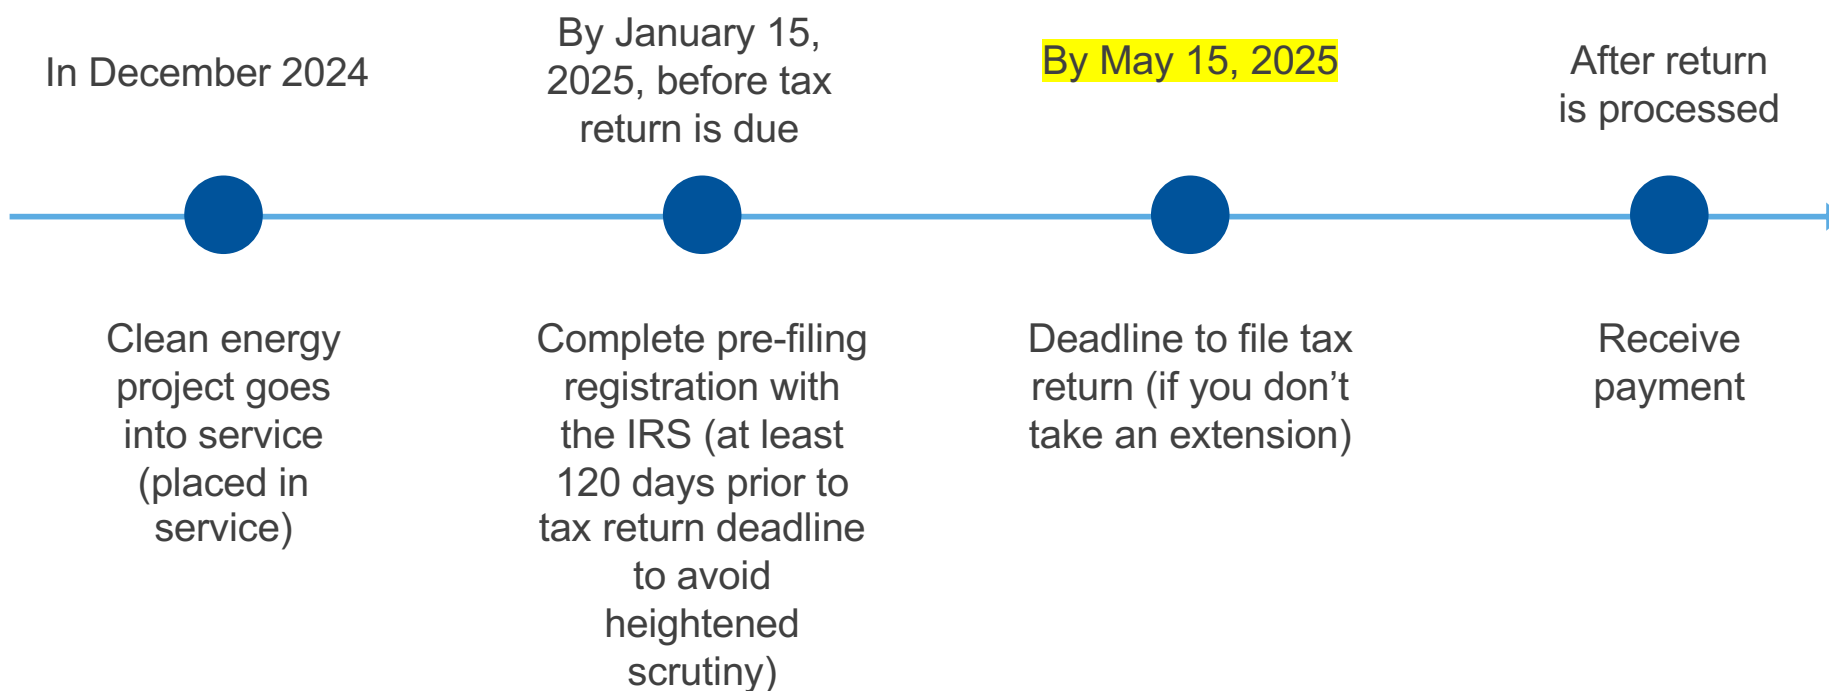 In December 2024
By January 15,
2025, before tax
return is due
By May 15, 2025
After return
is processed
Clean energy
project goes
into service
(placed in
service)
Complete pre-filing
registration with
the IRS (at least
120 days prior to
tax return deadline
to avoid
heightened
scrutiny)
Deadline to file tax
return (if you don’t
take an extension)
Receive
payment